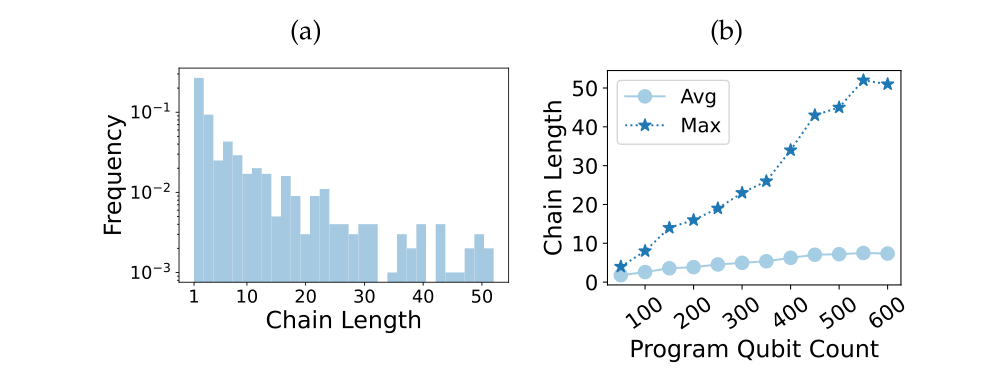 (a)
Frequency
10⁻¹
10⁻²
10⁻³
1 10 20 30 40 50
Chain Length
(b)
Chain Length
50
40
30
20
10
0
Avg
Max
100 200 300 400 500 600
Program Qubit Count